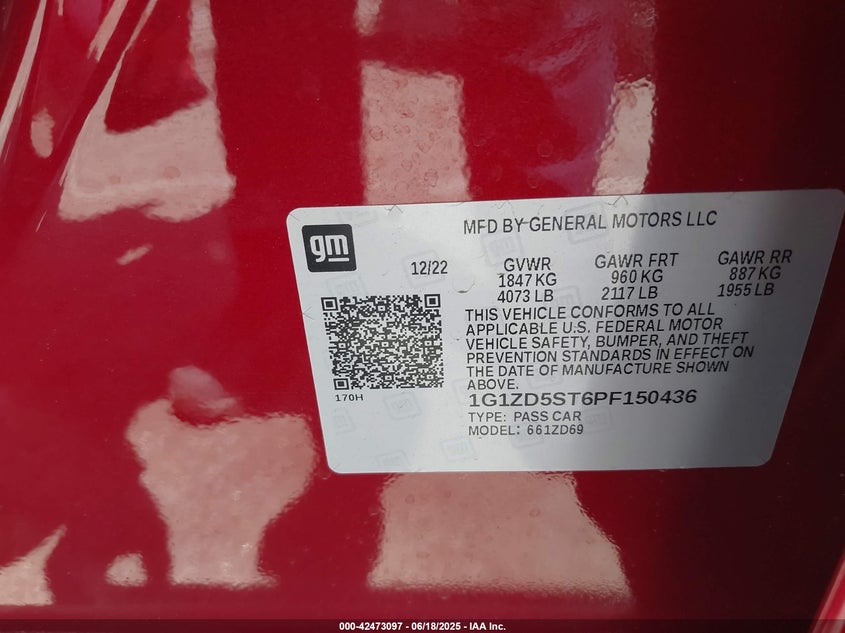 gm
MFD BY GENERAL MOTORS LLC
12/22
GVWR
1847 KG
4073 LB
GAWR FRT
960 KG
2117 LB
GAWR RR
887 KG
1955 LB
THIS VEHICLE CONFORMS TO ALL
APPLICABLE U.S. FEDERAL MOTOR
VEHICLE SAFETY, BUMPER, AND THEFT
PREVENTION STANDARDS IN EFFECT ON
THE DATE OF MANUFACTURE SHOWN
ABOVE.
170H
1G1ZD5ST6PF150436
TYPE: PASS CAR
MODEL: 661ZD69
000-42473097 - 06/18/2025 - IAA Inc.